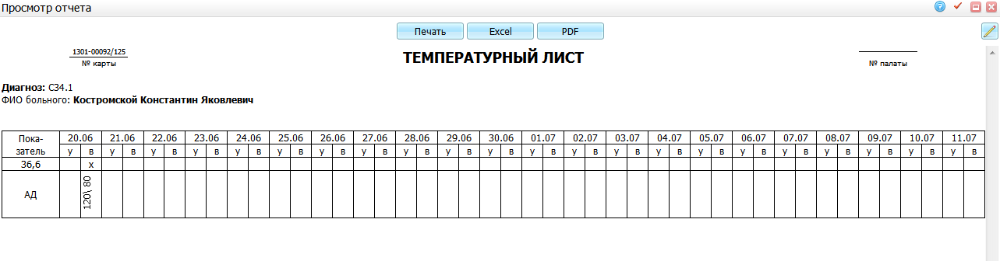 Просмотр отчета
Печать Excel PDF
1301-00092/125
№ карты
ТЕМПЕРАТУРНЫЙ ЛИСТ
№ палаты
Диагноз: C34.1
ФИО больного: Костромской Константин Яковлевич
Пока-
затель
20.06 21.06 22.06 23.06 24.06 25.06 26.06 27.06 28.06 29.06 30.06 01.07 02.07 03.07 04.07 05.07 06.07 07.07 08.07 09.07 10.07 11.07
у в у в у в у в у в у в у в у в у в у в у в у в у в у в у в у в у в у в у в у в у в у в
36,6 x
АД 120\ 80